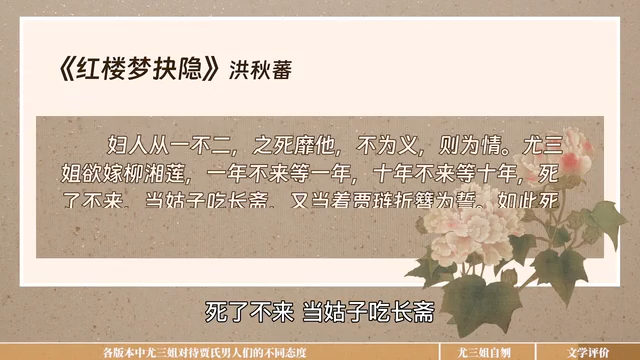 《红楼梦抉隐》洪秋蕃
妇人从一不二，之死靡他，不为义，则为情。尤三
姐欲嫁柳湘莲，一年不来等一年，十年不来等十年，死
了不来，当姑子吃长斋，又当着贾琏折簪为誓。如此死
死了不来 当姑子吃长斋
各版本中尤三姐对待贾氏男人们的不同态度
尤三姐自刎
文学评价